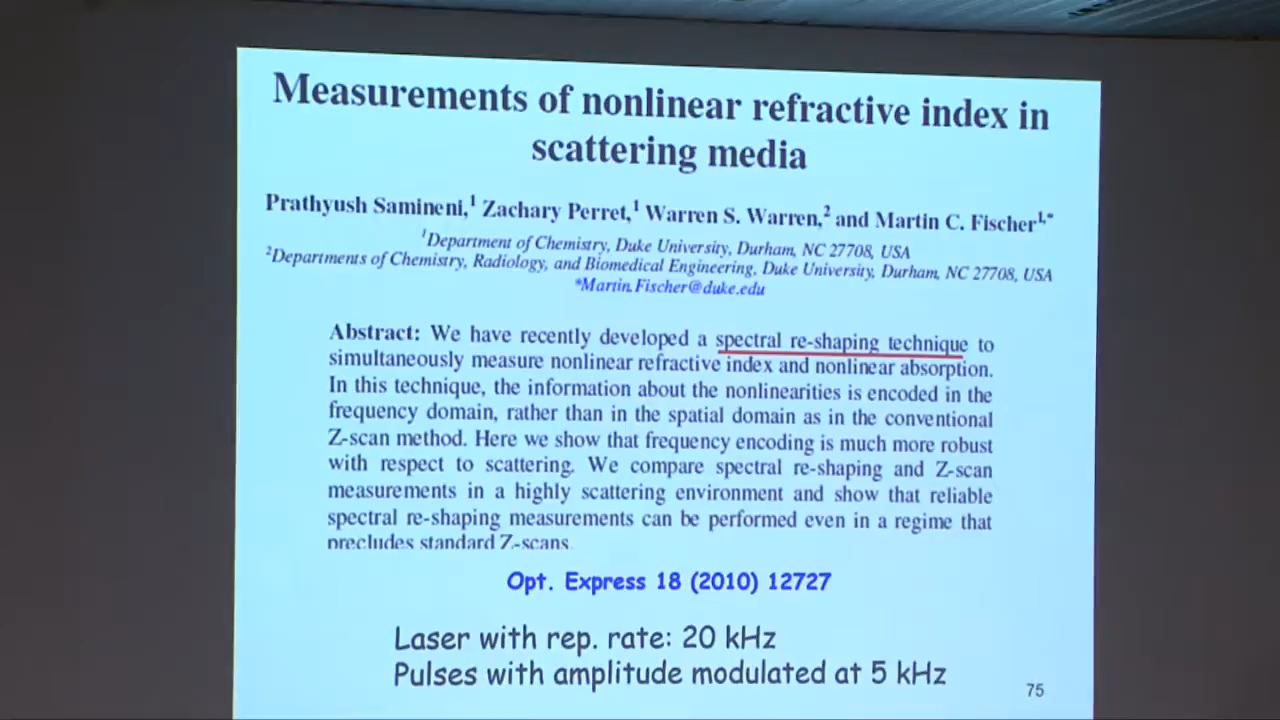 Measurements of nonlinear refractive index in
scattering media
Prathyush Samineni,1 Zachary Perret,1 Warren S. Warren,2 and Martin C. Fischer1,*
1Department of Chemistry, Duke University, Durham, NC 27708, USA
2Departments of Chemistry, Radiology, and Biomedical Engineering, Duke University, Durham, NC 27708, USA
*Martin.Fischer@duke.edu
Abstract: We have recently developed a spectral re-shaping technique to
simultaneously measure nonlinear refractive index and nonlinear absorption.
In this technique, the information about the nonlinearities is encoded in the
frequency domain, rather than in the spatial domain as in the conventional
Z-scan method. Here we show that frequency encoding is much more robust
with respect to scattering. We compare spectral re-shaping and Z-scan
measurements in a highly scattering environment and show that reliable
spectral re-shaping measurements can be performed even in a regime that
precludes standard Z-scans.
Opt. Express 18 (2010) 12727
Laser with rep. rate: 20 kHz
Pulses with amplitude modulated at 5 kHz
75